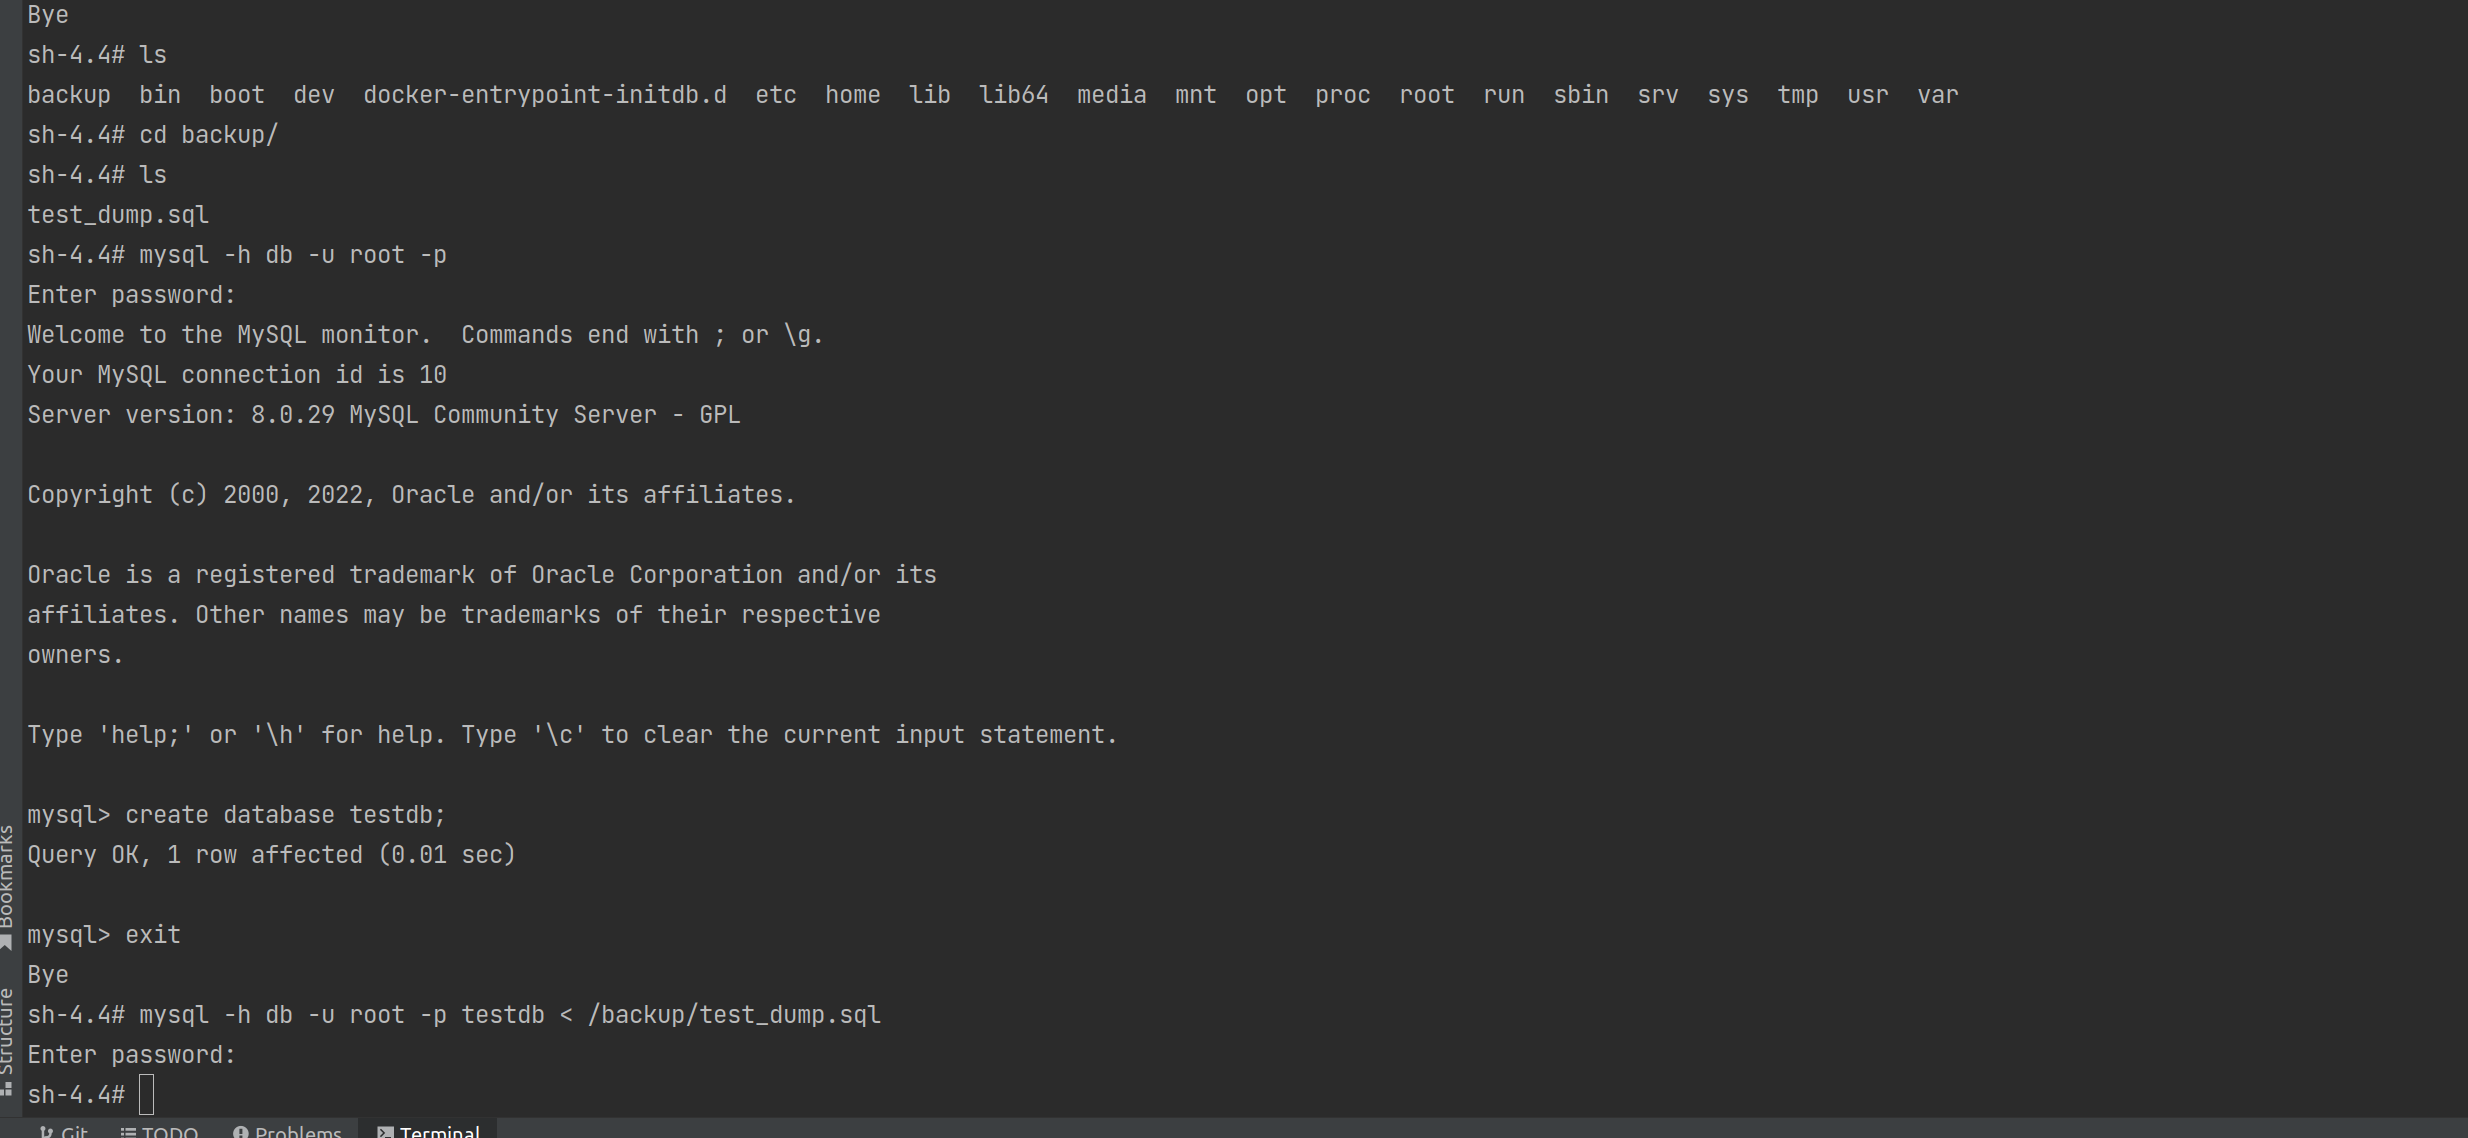 Bye
sh-4.4# ls
backup  bin  boot  dev  docker-entrypoint-initdb.d  etc  home  lib  lib64  media  mnt  opt  proc  root  run  sbin  srv  sys  tmp  usr  var
sh-4.4# cd backup/
sh-4.4# ls
test_dump.sql
sh-4.4# mysql -h db -u root -p
Enter password:
Welcome to the MySQL monitor.  Commands end with ; or \g.
Your MySQL connection id is 10
Server version: 8.0.29 MySQL Community Server - GPL
Copyright (c) 2000, 2022, Oracle and/or its affiliates.
Oracle is a registered trademark of Oracle Corporation and/or its
affiliates. Other names may be trademarks of their respective
owners.
Type 'help;' or '\h' for help. Type '\c' to clear the current input statement.
mysql> create database testdb;
Query OK, 1 row affected (0.01 sec)
mysql> exit
Bye
sh-4.4# mysql -h db -u root -p testdb < /backup/test_dump.sql
Enter password:
sh-4.4#
Bookmarks
Structure
Git
TODO
Problems
Terminal